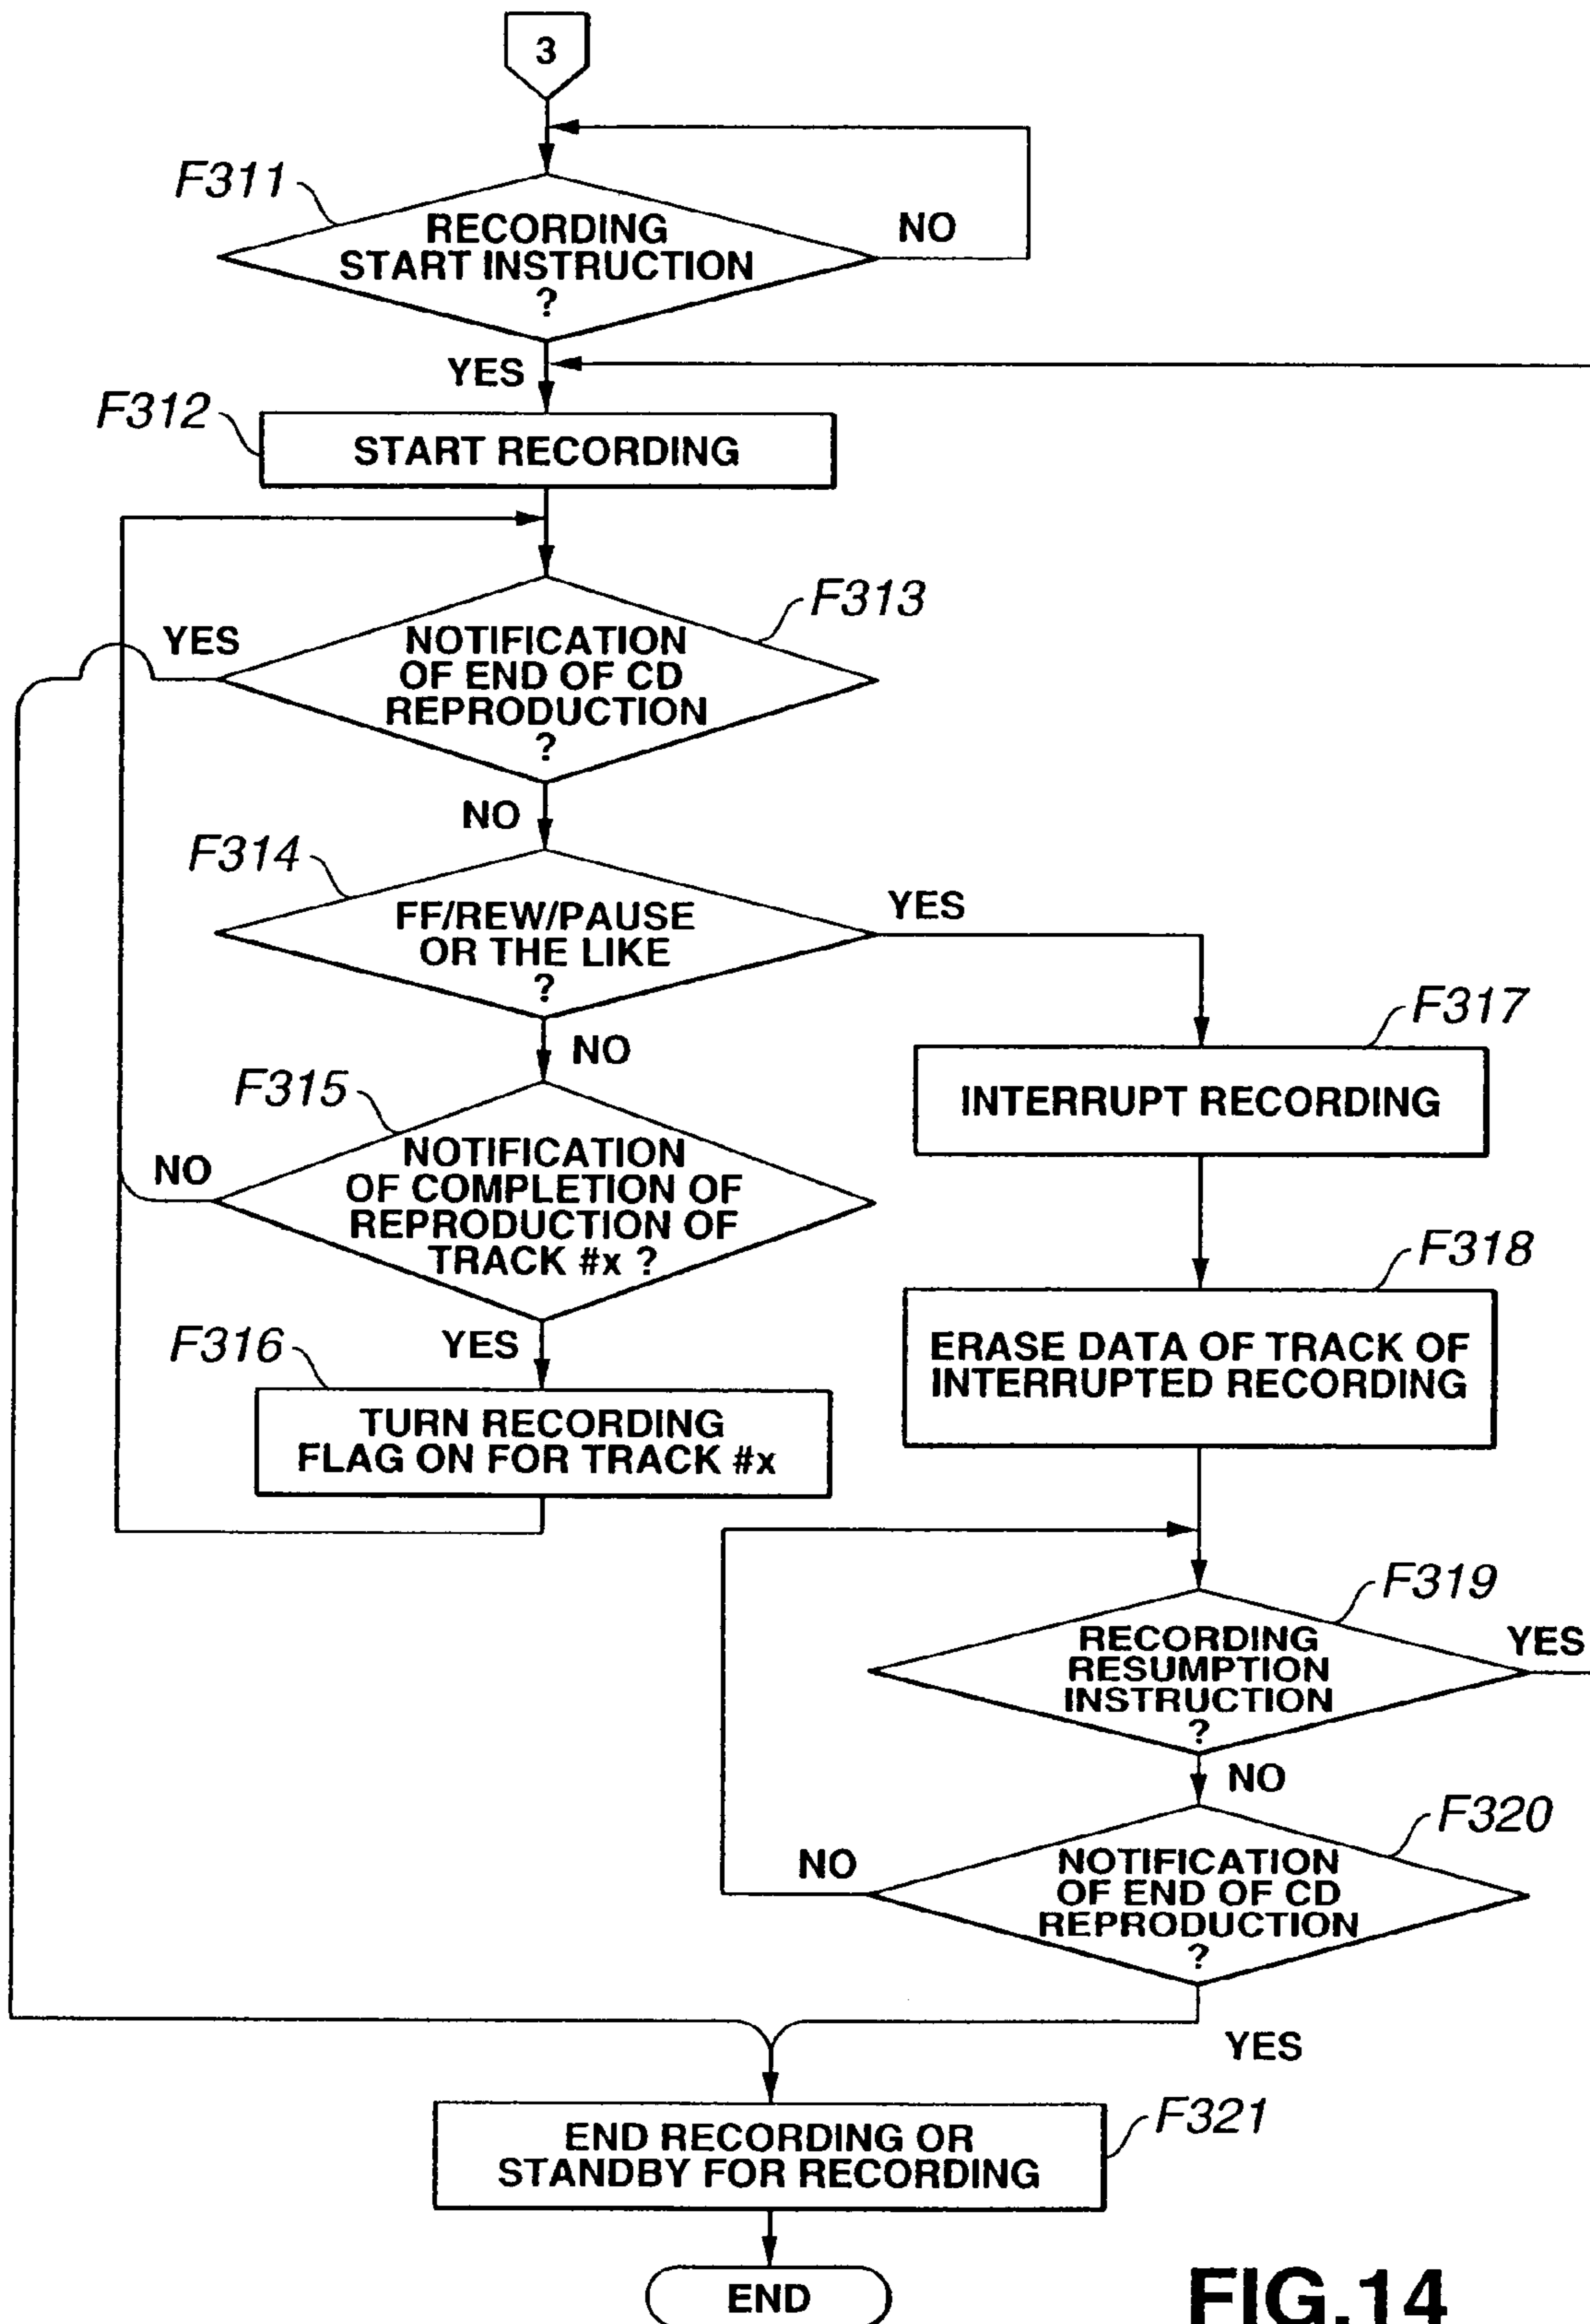 3
F311
RECORDING
START INSTRUCTION
?
NO
YES
F312
START RECORDING
F313
YES
NOTIFICATION
OF END OF CD
REPRODUCTION
?
NO
F314
FF/REW/PAUSE
OR THE LIKE
?
YES
NO
F317
INTERRUPT RECORDING
F315
NOTIFICATION
OF COMPLETION OF
REPRODUCTION OF
TRACK #x ?
NO
YES
F318
ERASE DATA OF TRACK OF
INTERRUPTED RECORDING
F316
TURN RECORDING
FLAG ON FOR TRACK #x
F319
RECORDING
RESUMPTION
INSTRUCTION
?
YES
NO
F320
NOTIFICATION
OF END OF CD
REPRODUCTION
?
NO
YES
F321
END RECORDING OR
STANDBY FOR RECORDING
END
FIG.14